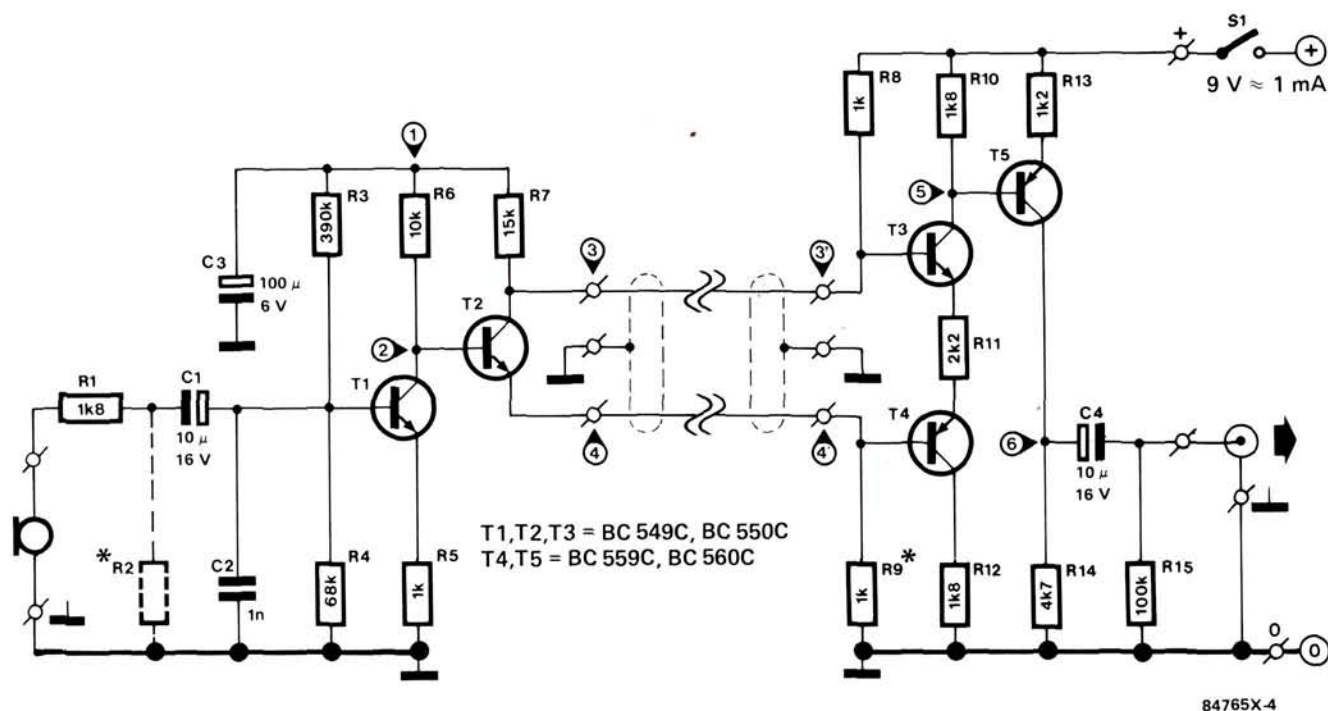 S1
+
+
9 V ≈ 1 mA
R8
1k
R10
1k8
R13
1k2
T5
5
T3
3'
R11
2k2
T4
4'
6
C4
10 µ
16 V
R9 *
1k
R12
1k8
R14
4k7
R15
100k
0
0
1
R3
390k
R6
10k
R7
15k
C3
100 µ
6 V
3
T2
2
4
R1
1k8
C1
10 µ
16 V
T1
* R2
C2
1n
R4
68k
R5
1k
T1,T2,T3 = BC 549C, BC 550C
T4,T5 = BC 559C, BC 560C
84765X-4